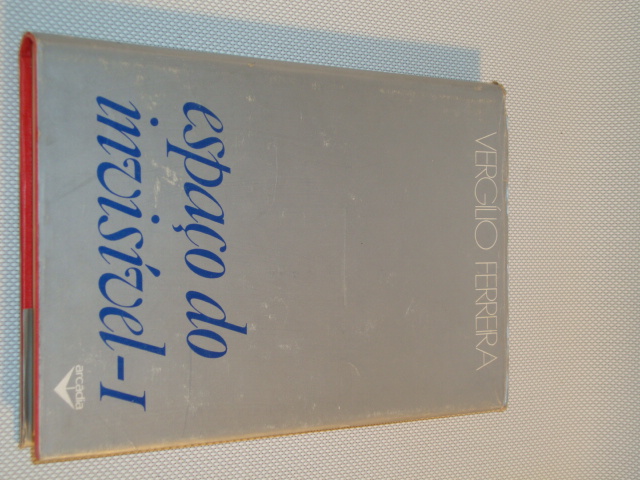 VERGÍLIO FERREIRA
espaço do
invisível-I
arcádia